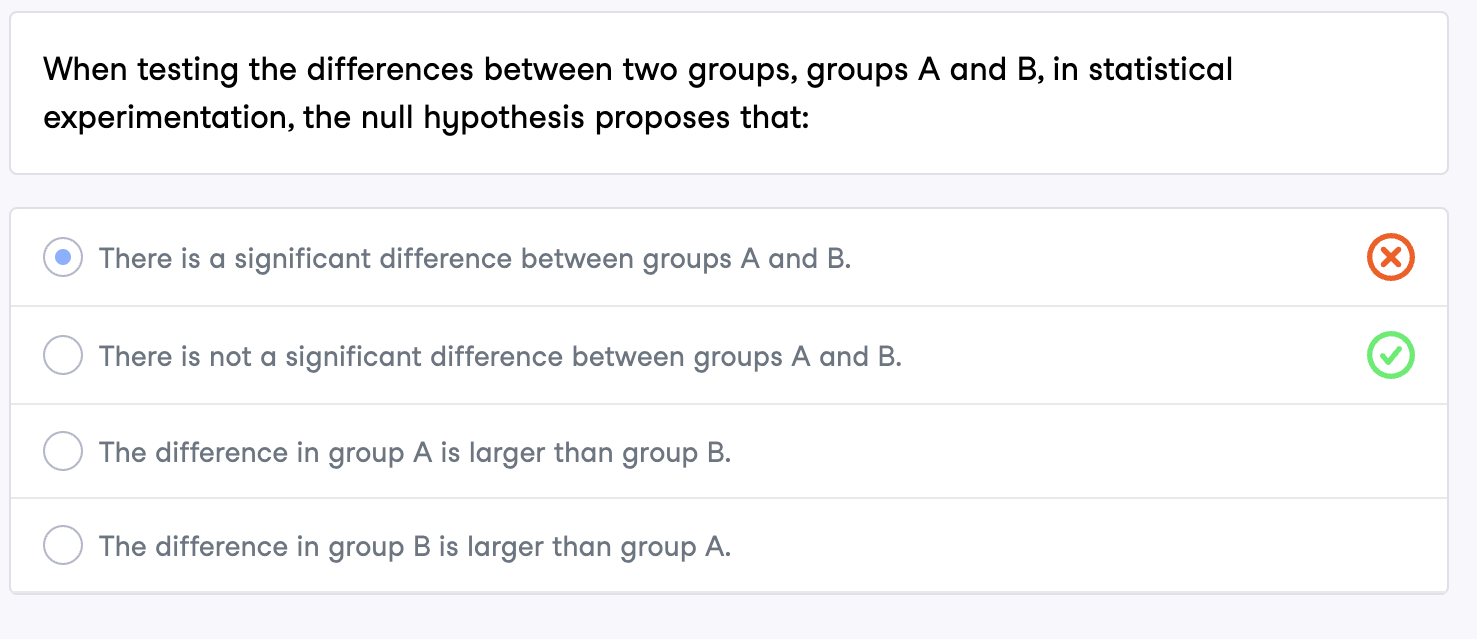 When testing the differences between two groups, groups A and B, in statistical
experimentation, the null hypothesis proposes that:
There is a significant difference between groups A and B.
There is not a significant difference between groups A and B.
The difference in group A is larger than group B.
The difference in group B is larger than group A.